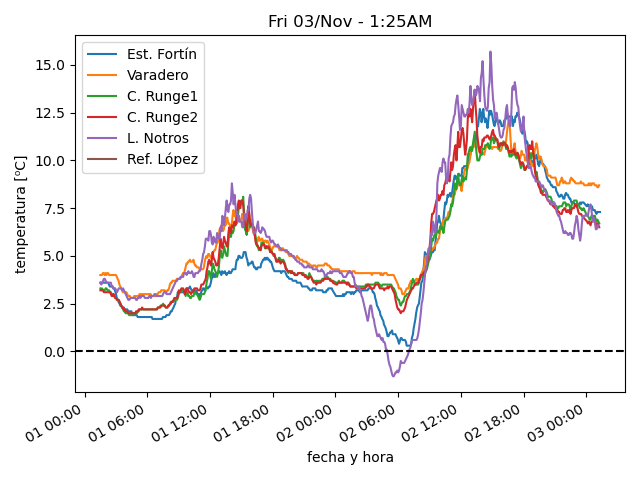 Fri 03/Nov - 1:25AM
temperatura [ºC]
15.0
12.5
10.0
7.5
5.0
2.5
0.0
Est. Fortín
Varadero
C. Runge1
C. Runge2
L. Notros
Ref. López
01 00:00
01 06:00
01 12:00
01 18:00
02 00:00
02 06:00
02 12:00
02 18:00
03 00:00
fecha y hora